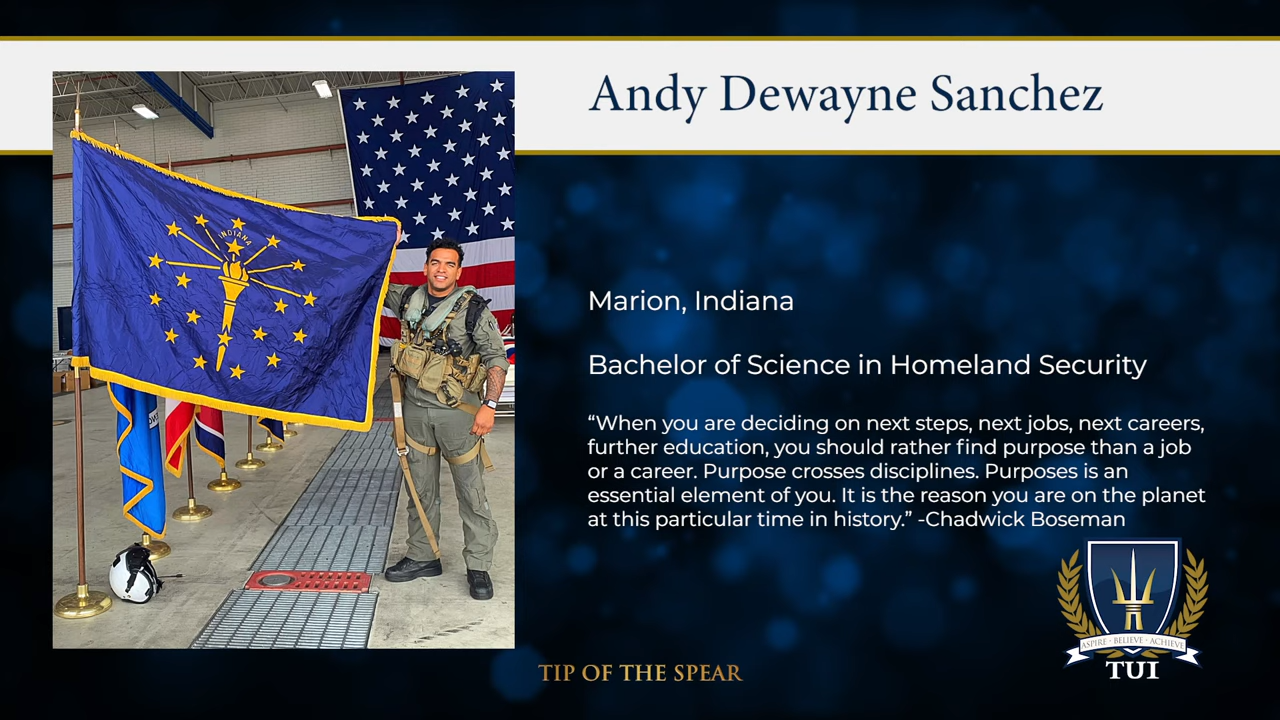 Andy Dewayne Sanchez
INDIANA
Marion, Indiana
Bachelor of Science in Homeland Security
“When you are deciding on next steps, next jobs, next careers,
further education, you should rather find purpose than a job
or a career. Purpose crosses disciplines. Purposes is an
essential element of you. It is the reason you are on the planet
at this particular time in history.” -Chadwick Boseman
ASPIRE · BELIEVE · ACHIEVE
TUI
TIP OF THE SPEAR